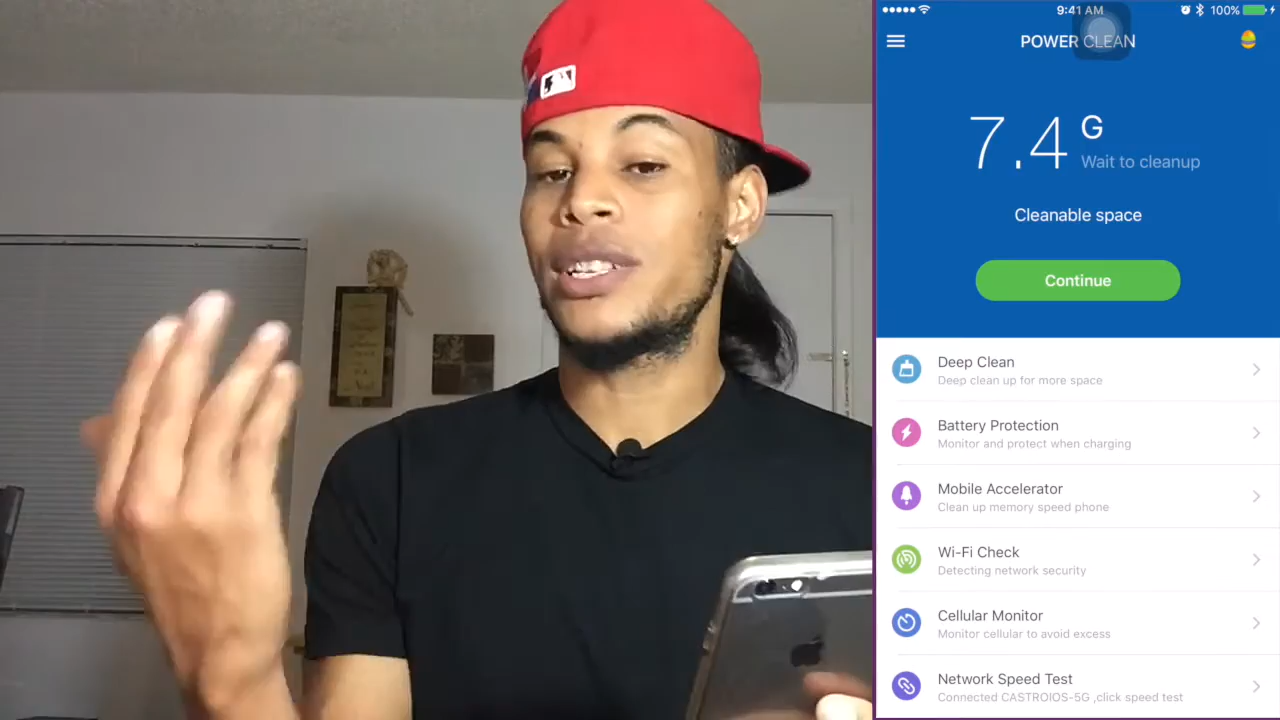 9:41 AM
100%
POWER CLEAN
7.4 G
Wait to cleanup
Cleanable space
Continue
Deep Clean
Deep clean up for more space
Battery Protection
Monitor and protect when charging
Mobile Accelerator
Clean up memory speed phone
Wi-Fi Check
Detecting network security
Cellular Monitor
Monitor cellular to avoid excess
Network Speed Test
Connected CASTROIOS-5G ,click speed test